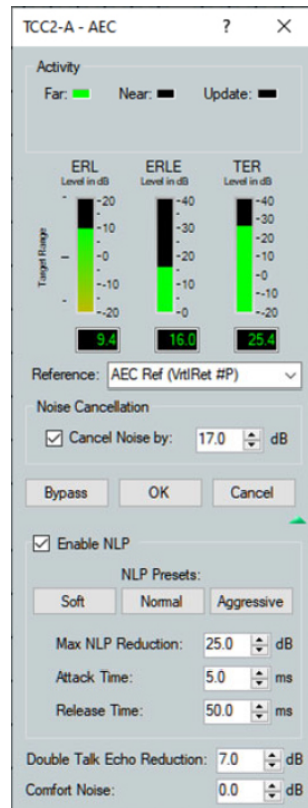 TCC2-A - AEC ? ×
Activity
Far: Near: Update:
ERL ERLE TER
Level in dB Level in dB Level in dB
Target Range
-20 -40 -40
-10 -30 -30
-20
-0 -20 -10
-10 -0
--10 -10
--20 -0 --20
9.4 16.0 25.4
Reference: AEC Ref (VrtlRet #P)
Noise Cancellation
Cancel Noise by: 17.0 dB
Bypass OK Cancel
Enable NLP
NLP Presets:
Soft Normal Aggressive
Max NLP Reduction: 25.0 dB
Attack Time: 5.0 ms
Release Time: 50.0 ms
Double Talk Echo Reduction: 7.0 dB
Comfort Noise: 0.0 dB